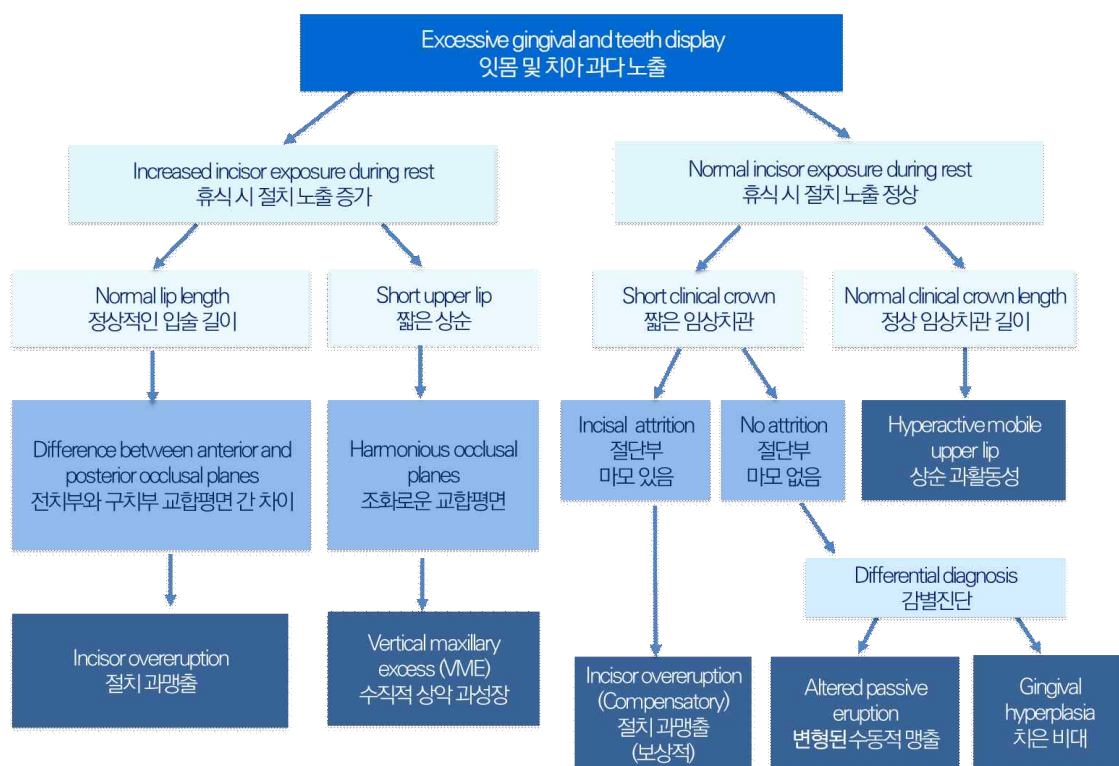 Excessive gingival and teeth display
잇몸 및 치아 과다 노출
Increased incisor exposure during rest
휴식 시 절치 노출 증가
Normal incisor exposure during rest
휴식 시 절치 노출 정상
Normal lip length
정상적인 입술 길이
Short upper lip
짧은 상순
Short clinical crown
짧은 임상치관
Normal clinical crown length
정상 임상치관 길이
Difference between anterior and
posterior occlusal planes
전치부와 구치부 교합평면 간 차이
Harmonious occlusal
planes
조화로운 교합평면
Incisal attrition
절단부
마모 있음
No attrition
절단부
마모 없음
Hyperactive mobile
upper lip
상순 과활동성
Differential diagnosis
감별진단
Incisor overeruption
절치 과맹출
Vertical maxillary
excess (VME)
수직적 상악 과성장
Incisor overeruption
(Compensatory)
절치 과맹출
(보상적)
Altered passive
eruption
변형된 수동적 맹출
Gingival
hyperplasia
치은 비대